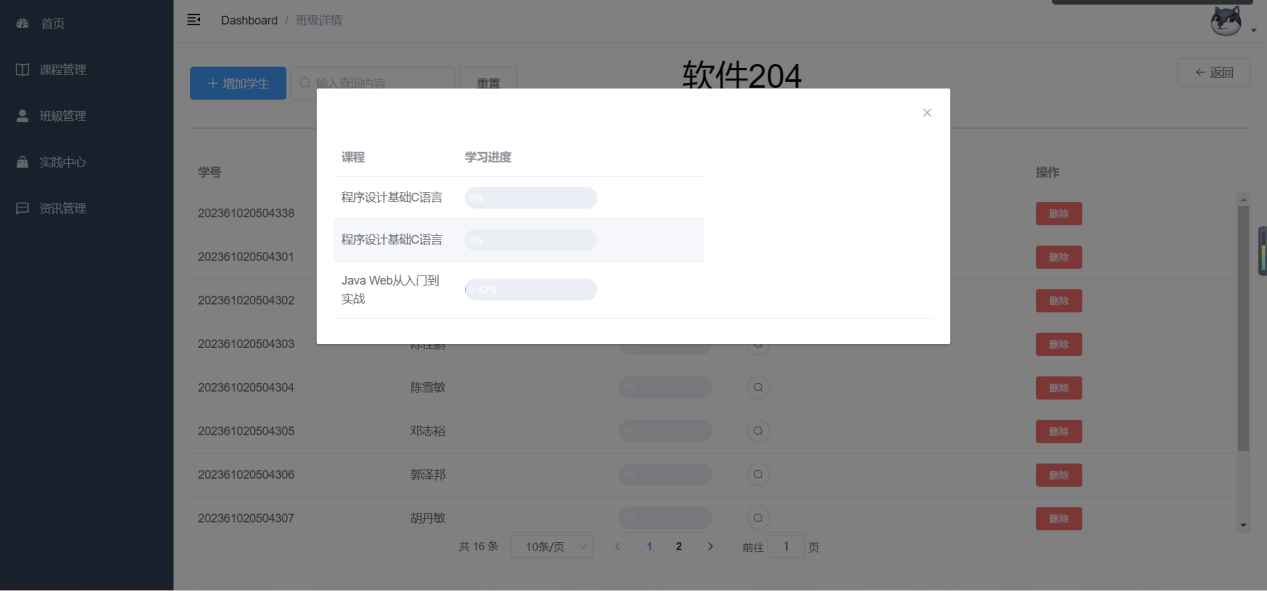 首页
课程管理
班级管理
实践中心
资讯管理
Dashboard / 班级详情
+ 增加学生
输入查询内容
重置
软件204
← 返回
学号
操作
课程 学习进度
程序设计基础C语言 0%
程序设计基础C语言 0%
Java Web从入门到
实战 0.42%
202361020504338 删除
202361020504301 删除
202361020504302 删除
202361020504303 删除
202361020504304 陈雪敏 0% 删除
202361020504305 邓志裕 0% 删除
202361020504306 郭泽邦 0% 删除
202361020504307 胡丹敏 0% 删除
共 16 条 10条/页 1 2 前往 1 页